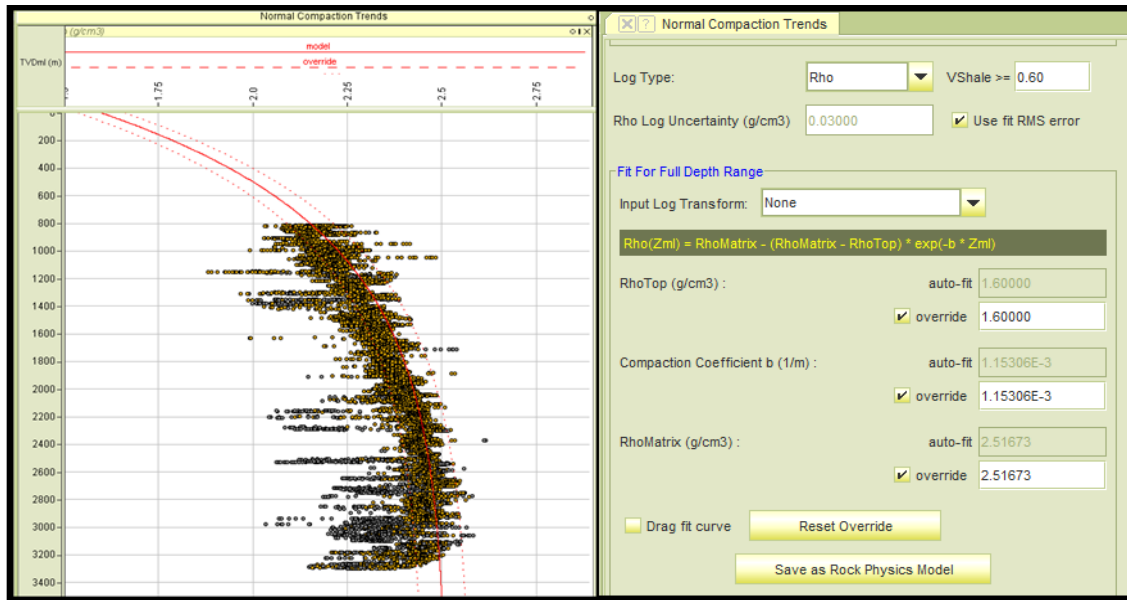 Normal Compaction Trends
(g/cm3)
TVDml (m)
model
override
1.75
2.0
2.25
2.5
2.75
200
400
600
800
1000
1200
1400
1600
1800
2000
2200
2400
2600
2800
3000
3200
3400
Normal Compaction Trends
Log Type: Rho VShale >= 0.60
Rho Log Uncertainty (g/cm3) 0.03000 Use fit RMS error
Fit For Full Depth Range
Input Log Transform: None
Rho(Zml) = RhoMatrix - (RhoMatrix - RhoTop) * exp(-b * Zml)
RhoTop (g/cm3) : auto-fit 1.60000
override 1.60000
Compaction Coefficient b (1/m) : auto-fit 1.15306E-3
override 1.15306E-3
RhoMatrix (g/cm3) : auto-fit 2.51673
override 2.51673
Drag fit curve Reset Override
Save as Rock Physics Model